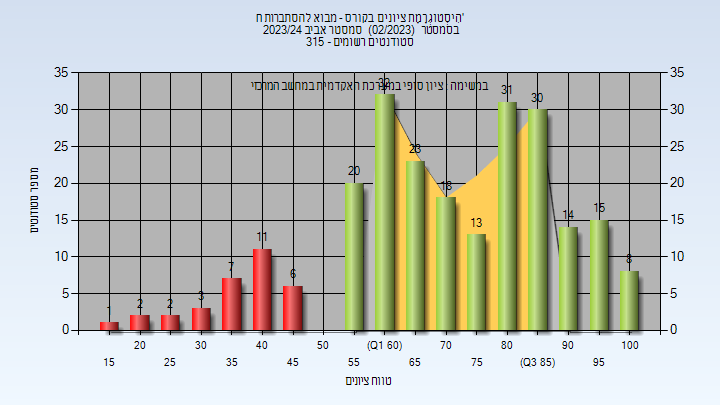 היסטוגרמת ציונים בקורס - מבוא להסתברות ח'
בסמסטר (02/2023) סמסטר אביב 2023/24
סטודנטים רשומים - 315
במשימה: ציון סופי במערכת האקדמית במחשב המרכזי
מספר סטודנטים
35 35
30 30
25 25
20 20
15 15
10 10
5 5
0 0
1 2 2 3 7 11 6 20 32 23 18 13 31 30 14 15 8
20 30 40 50 (Q1 60) 70 80 90 100
15 25 35 45 55 65 75 (Q3 85) 95
טווח ציונים